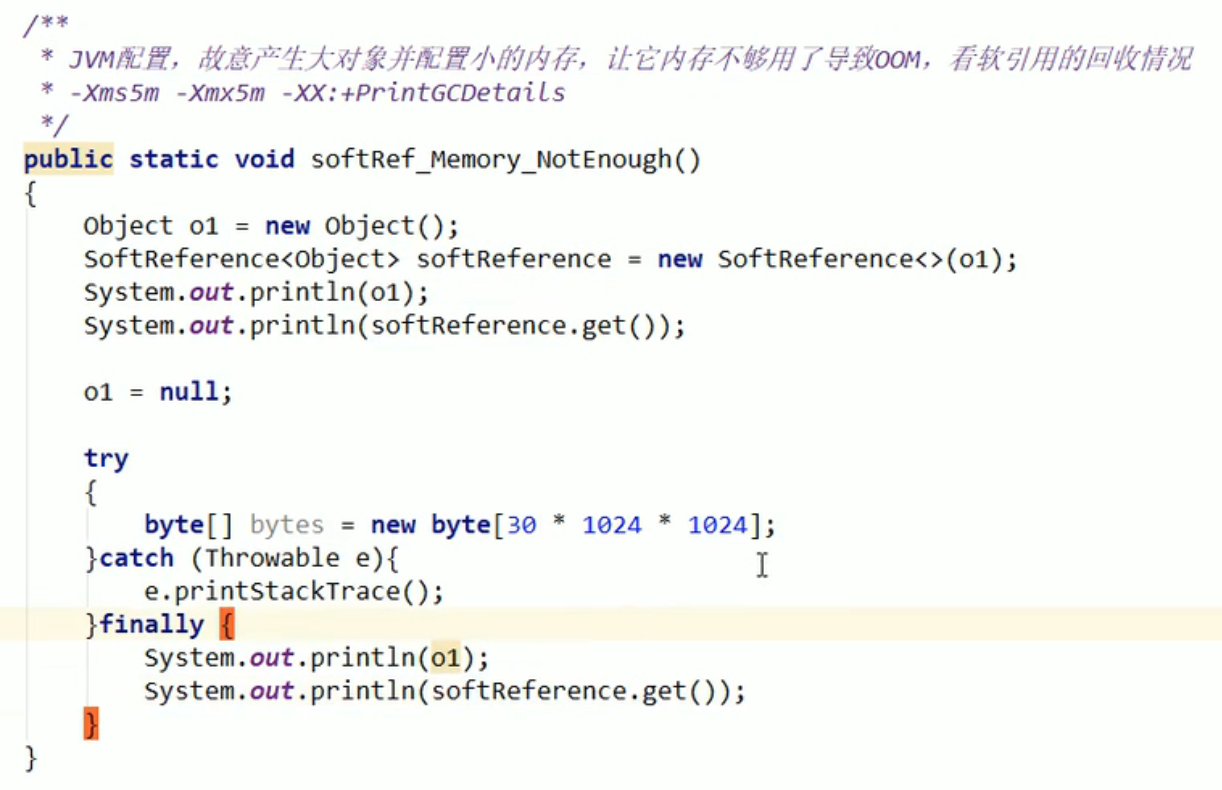 /**
 * JVM配置，故意产生大对象并配置小的内存，让它内存不够用了导致OOM，看软引用的回收情况
 * -Xms5m -Xmx5m -XX:+PrintGCDetails
 */
public static void softRef_Memory_NotEnough()
{
    Object o1 = new Object();
    SoftReference<Object> softReference = new SoftReference<>(o1);
    System.out.println(o1);
    System.out.println(softReference.get());

    o1 = null;

    try
    {
        byte[] bytes = new byte[30 * 1024 * 1024];
    }catch (Throwable e){
        e.printStackTrace();
    }finally {
        System.out.println(o1);
        System.out.println(softReference.get());
    }
}